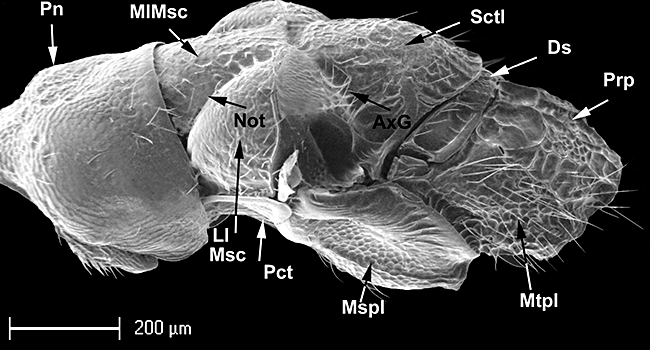 Pn
MlMsc
Sctl
Ds
Prp
Not
AxG
Ll
Msc
Pct
Mspl
Mtpl
200 µm